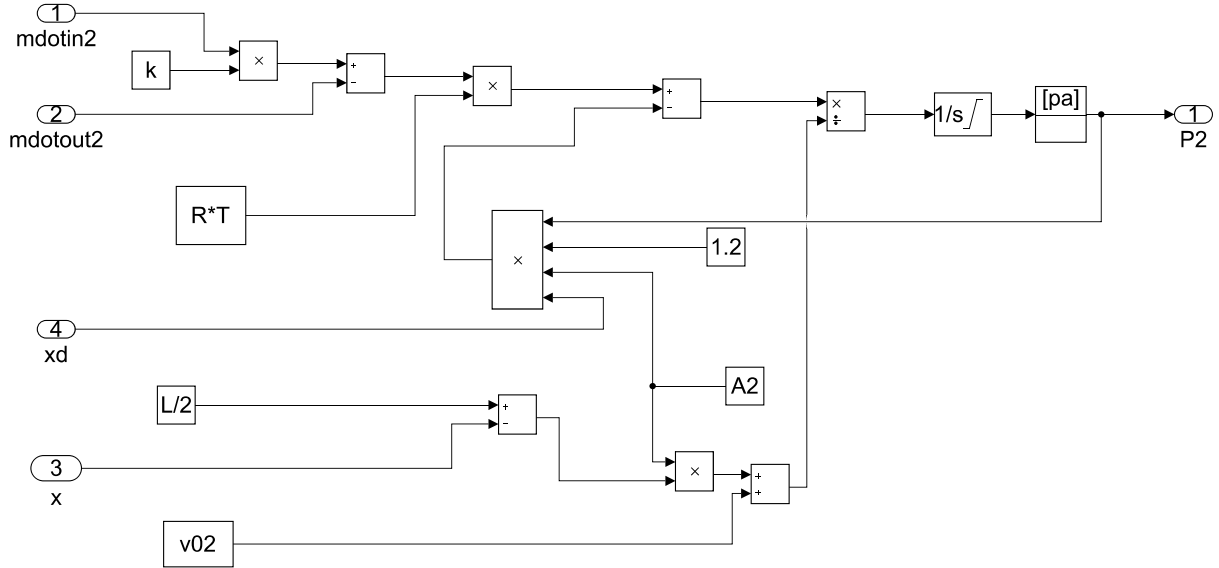 1
mdotin2
k
×
+
−
2
mdotout2
×
+
−
×
÷
1/s
[pa]
1
P2
R*T
×
1.2
4
xd
A2
L/2
+
−
3
x
×
+
+
v02